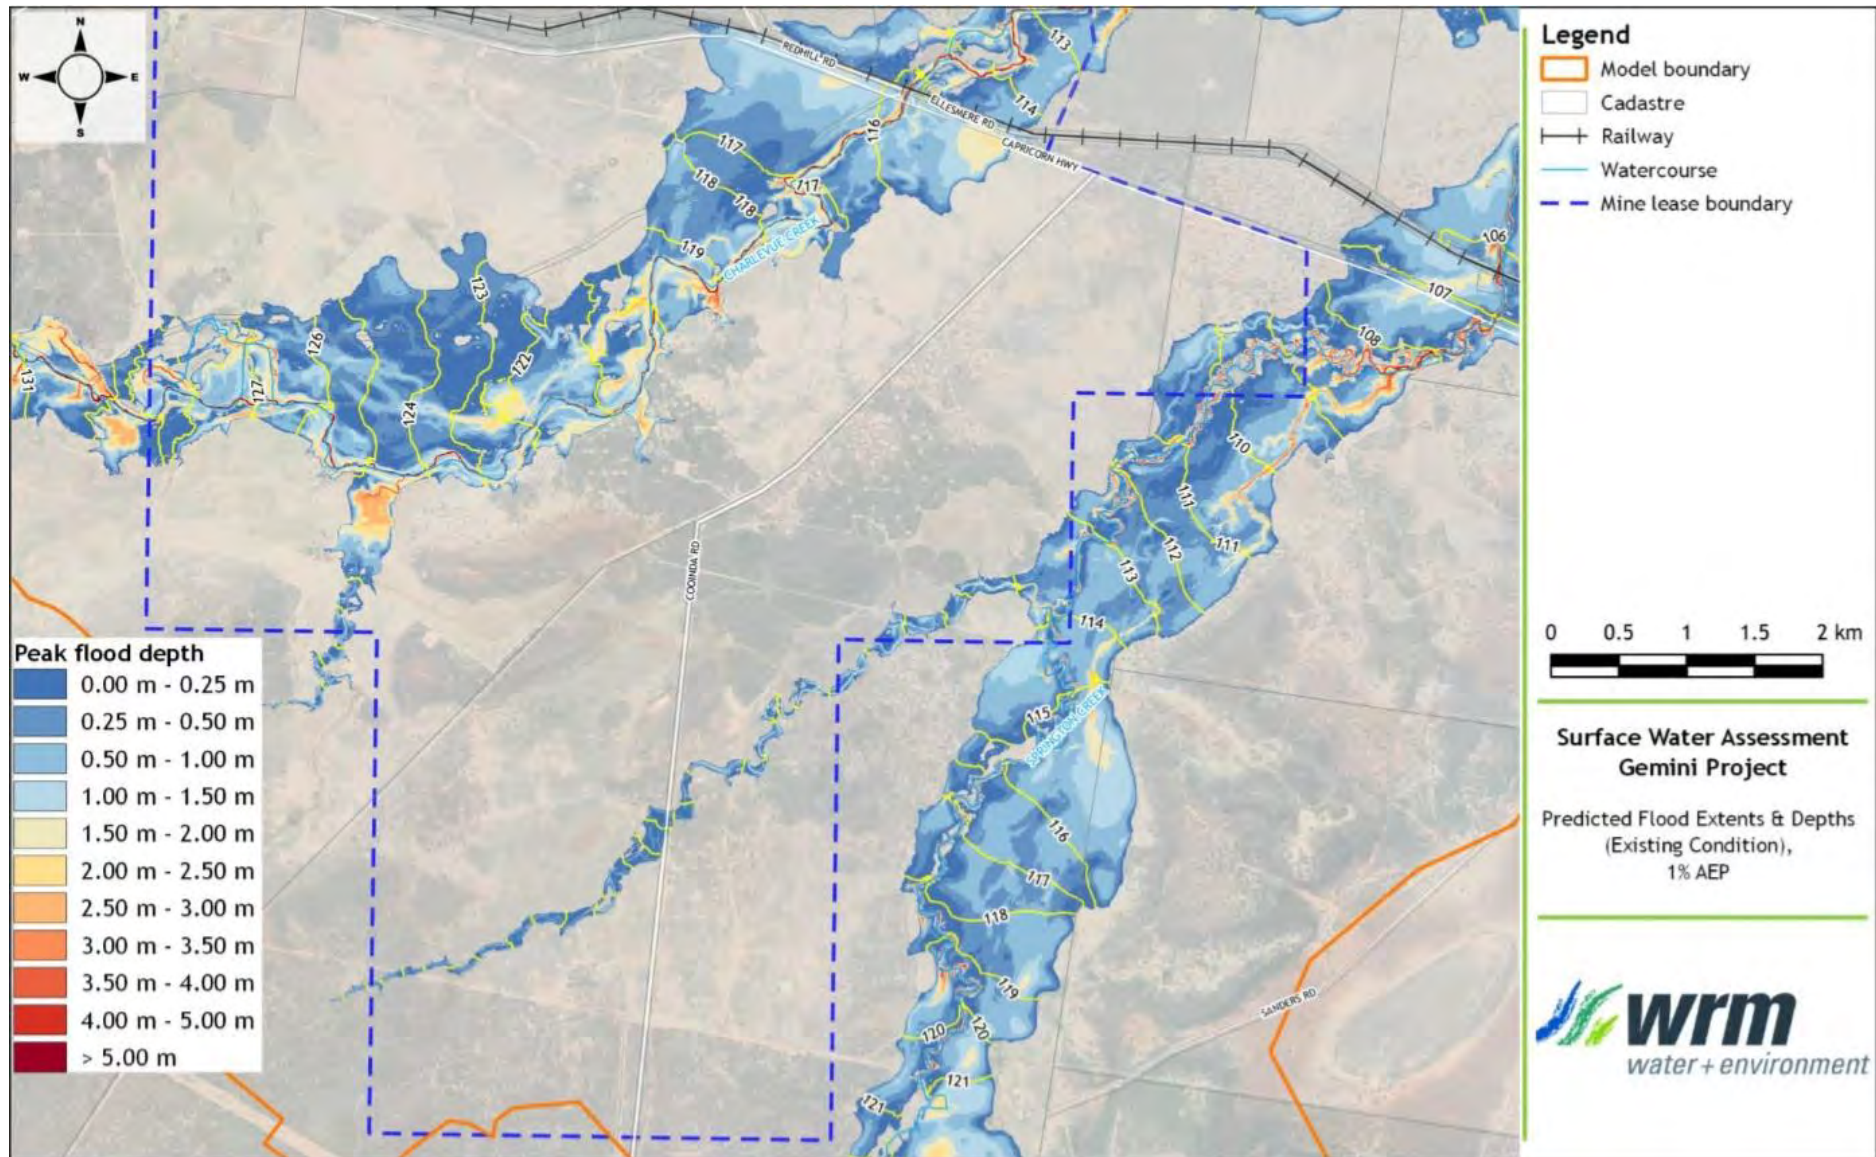 N
W
E
S
REDHILL RD
ELLESMERE RD
CAPRICORN HWY
113
114
116
117
118
118
117
119
CHARLEVUE CREEK
123
126
122
127
124
131
106
107
108
110
111
111
112
113
114
115
SPRINGTON CREEK
116
117
118
119
120
120
121
121
COOINDA RD
SANDERS RD
Peak flood depth
0.00 m - 0.25 m
0.25 m - 0.50 m
0.50 m - 1.00 m
1.00 m - 1.50 m
1.50 m - 2.00 m
2.00 m - 2.50 m
2.50 m - 3.00 m
3.00 m - 3.50 m
3.50 m - 4.00 m
4.00 m - 5.00 m
> 5.00 m
Legend
Model boundary
Cadastre
Railway
Watercourse
Mine lease boundary
0 0.5 1 1.5 2 km
Surface Water Assessment
Gemini Project
Predicted Flood Extents & Depths
(Existing Condition),
1% AEP
wrm
water + environment